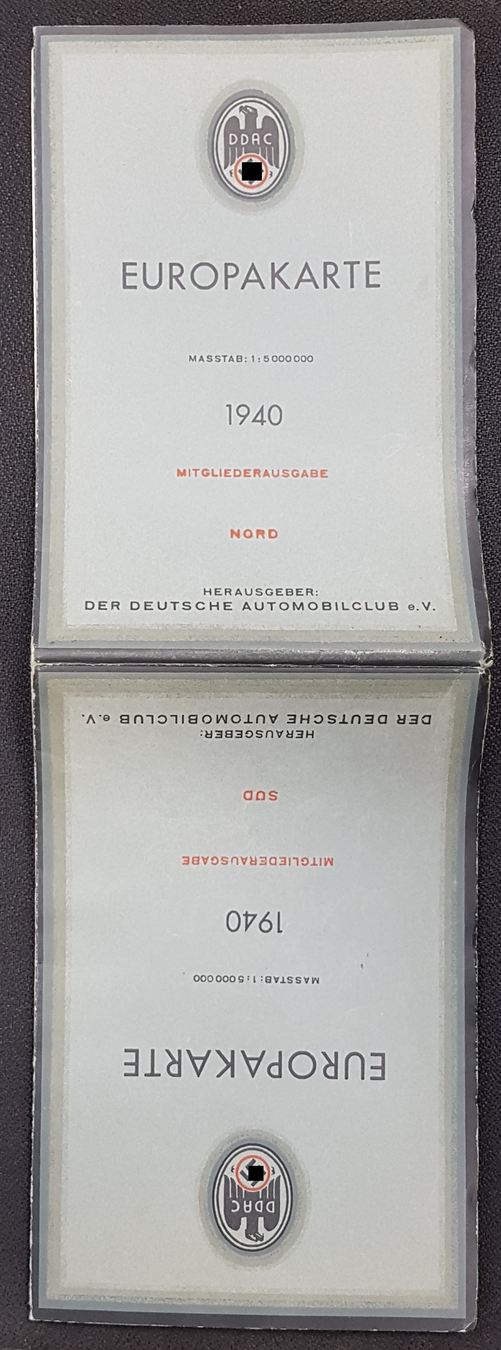 DDAC
EUROPAKARTE
MASSTAB: 1:5000000
1940
MITGLIEDERAUSGABE
NORD
HERAUSGEBER:
DER DEUTSCHE AUTOMOBILCLUB e.V.
DDAC
EUROPAKARTE
MASSTAB: 1:5000000
1940
MITGLIEDERAUSGABE
SÜD
HERAUSGEBER:
DER DEUTSCHE AUTOMOBILCLUB e.V.